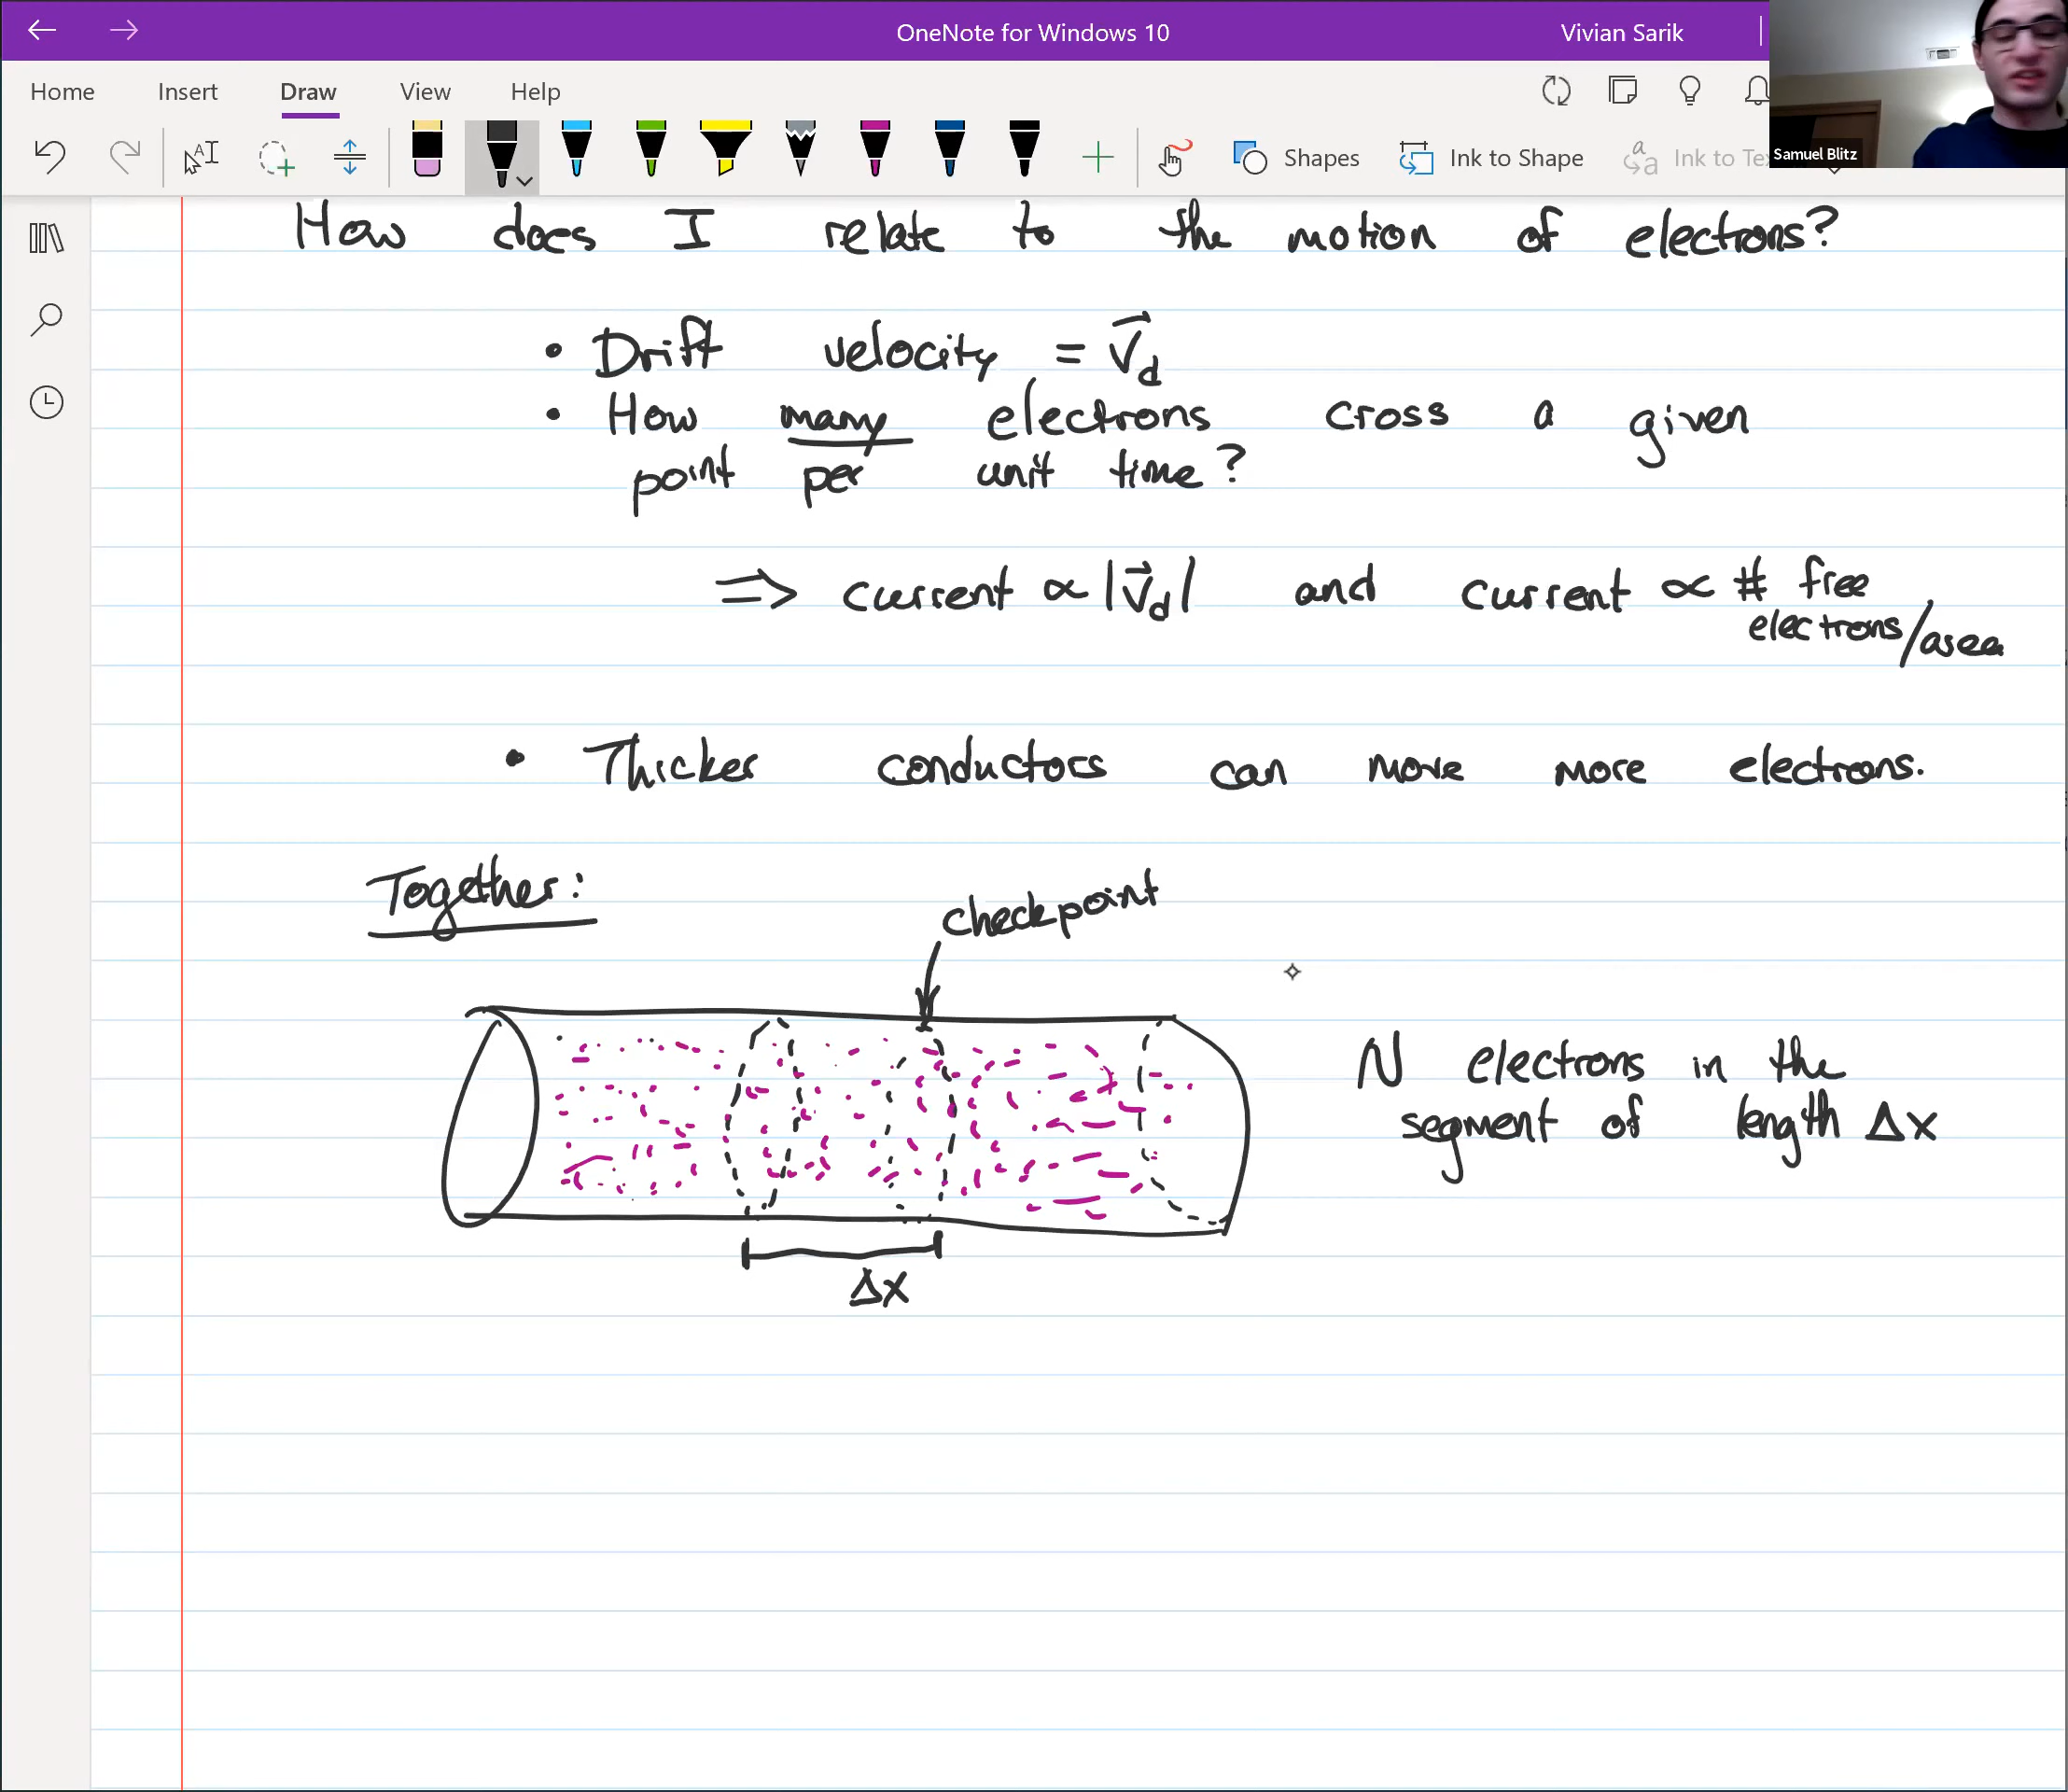 OneNote for Windows 10
Vivian Sarik
Home Insert Draw View Help
Shapes Ink to Shape Ink to Te
Samuel Blitz
How does I relate to the motion of electrons?
• Drift velocity = v⃗d
• How many electrons cross a given
point per unit time?
⇒ current ∝ |v⃗d| and current ∝ # free
electrons/area
• Thicker conductors can move more electrons.
Together:
checkpoint
N electrons in the
segment of length Δx
Δx